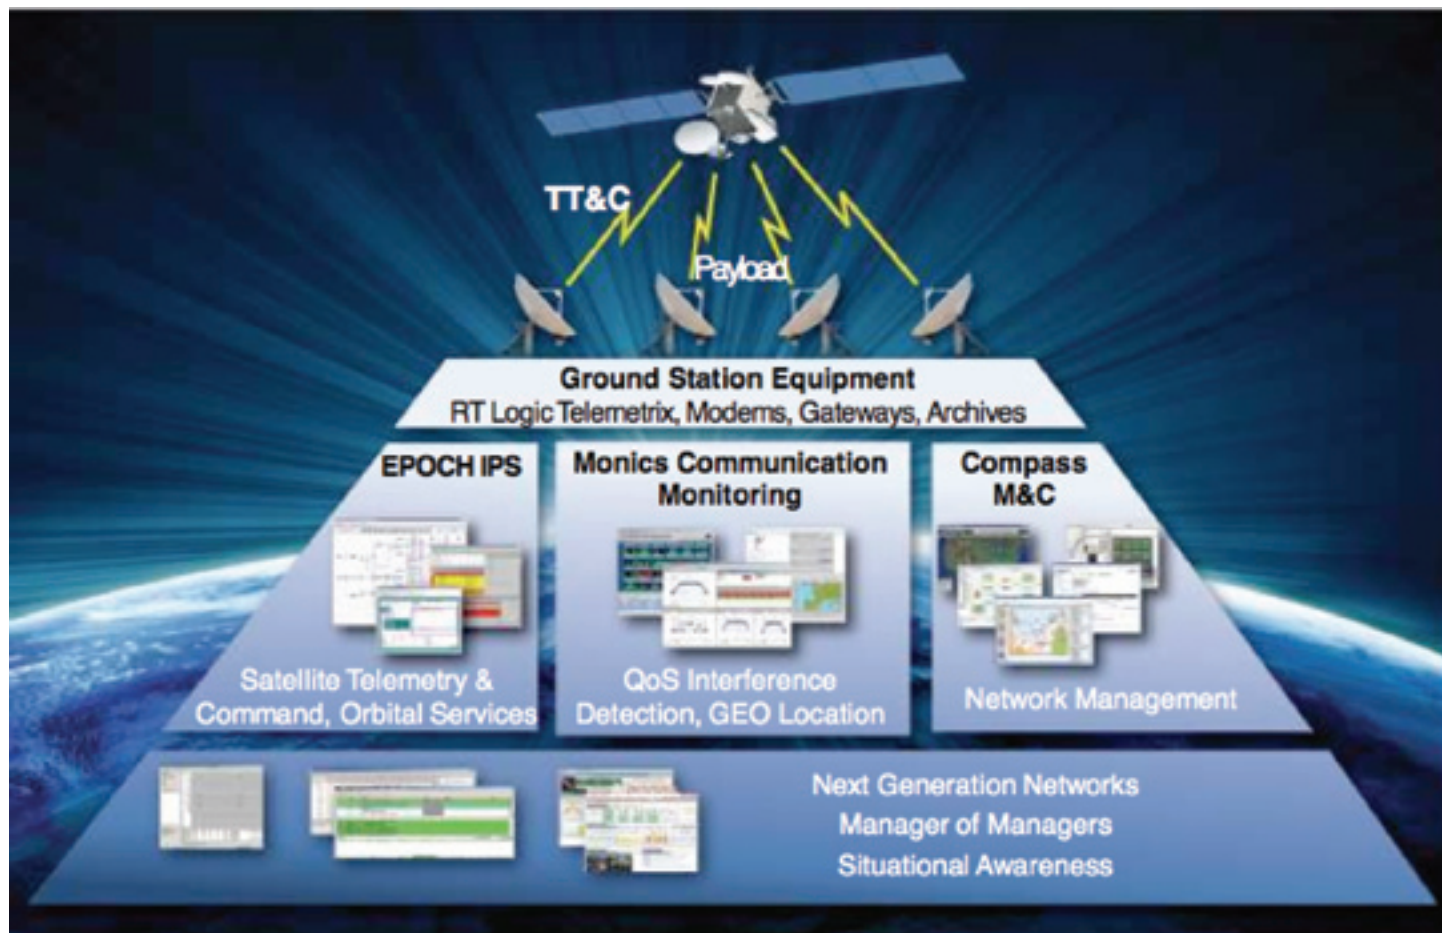 TT&C
Payload
Ground Station Equipment
RT Logic Telemetrix, Modems, Gateways, Archives
EPOCH IPS
Satellite Telemetry &
Command, Orbital Services
Monics Communication
Monitoring
QoS Interference
Detection, GEO Location
Compass
M&C
Network Management
Next Generation Networks
Manager of Managers
Situational Awareness